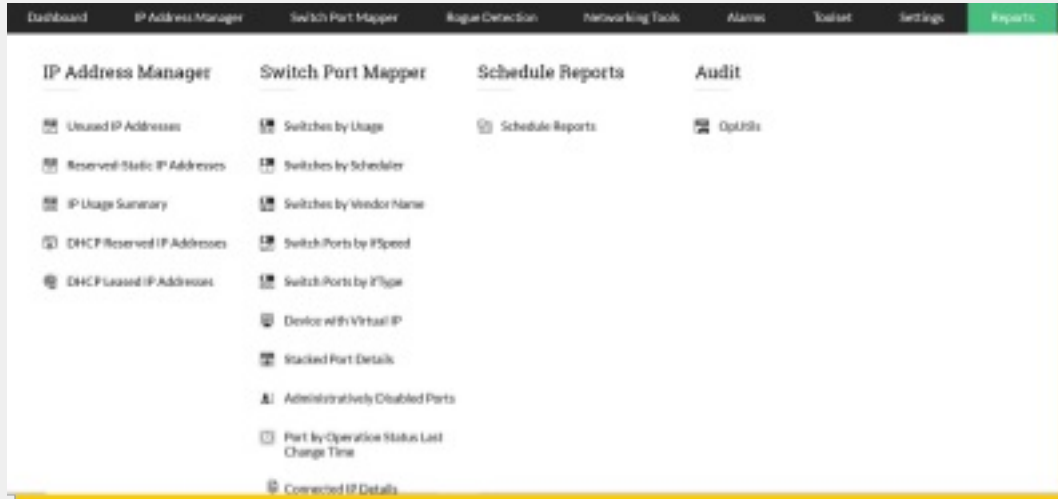 Dashboard IP Address Manager Switch Port Mapper Rogue Detection Networking Tools Alarms Toolset Settings Reports
IP Address Manager
Unused IP Addresses
Reserved-Static IP Addresses
IP Usage Summary
DHCP Reserved IP Addresses
DHCP Leased IP Addresses
Switch Port Mapper
Switches by Usage
Switches by Scheduler
Switches by Vendor Name
Switch Ports by ifSpeed
Switch Ports by ifType
Device with Virtual IP
Stacked Port Details
Administratively Disabled Ports
Port by Operation Status Last
Change Time
Connected IP Details
Schedule Reports
Schedule Reports
Audit
OpUtils